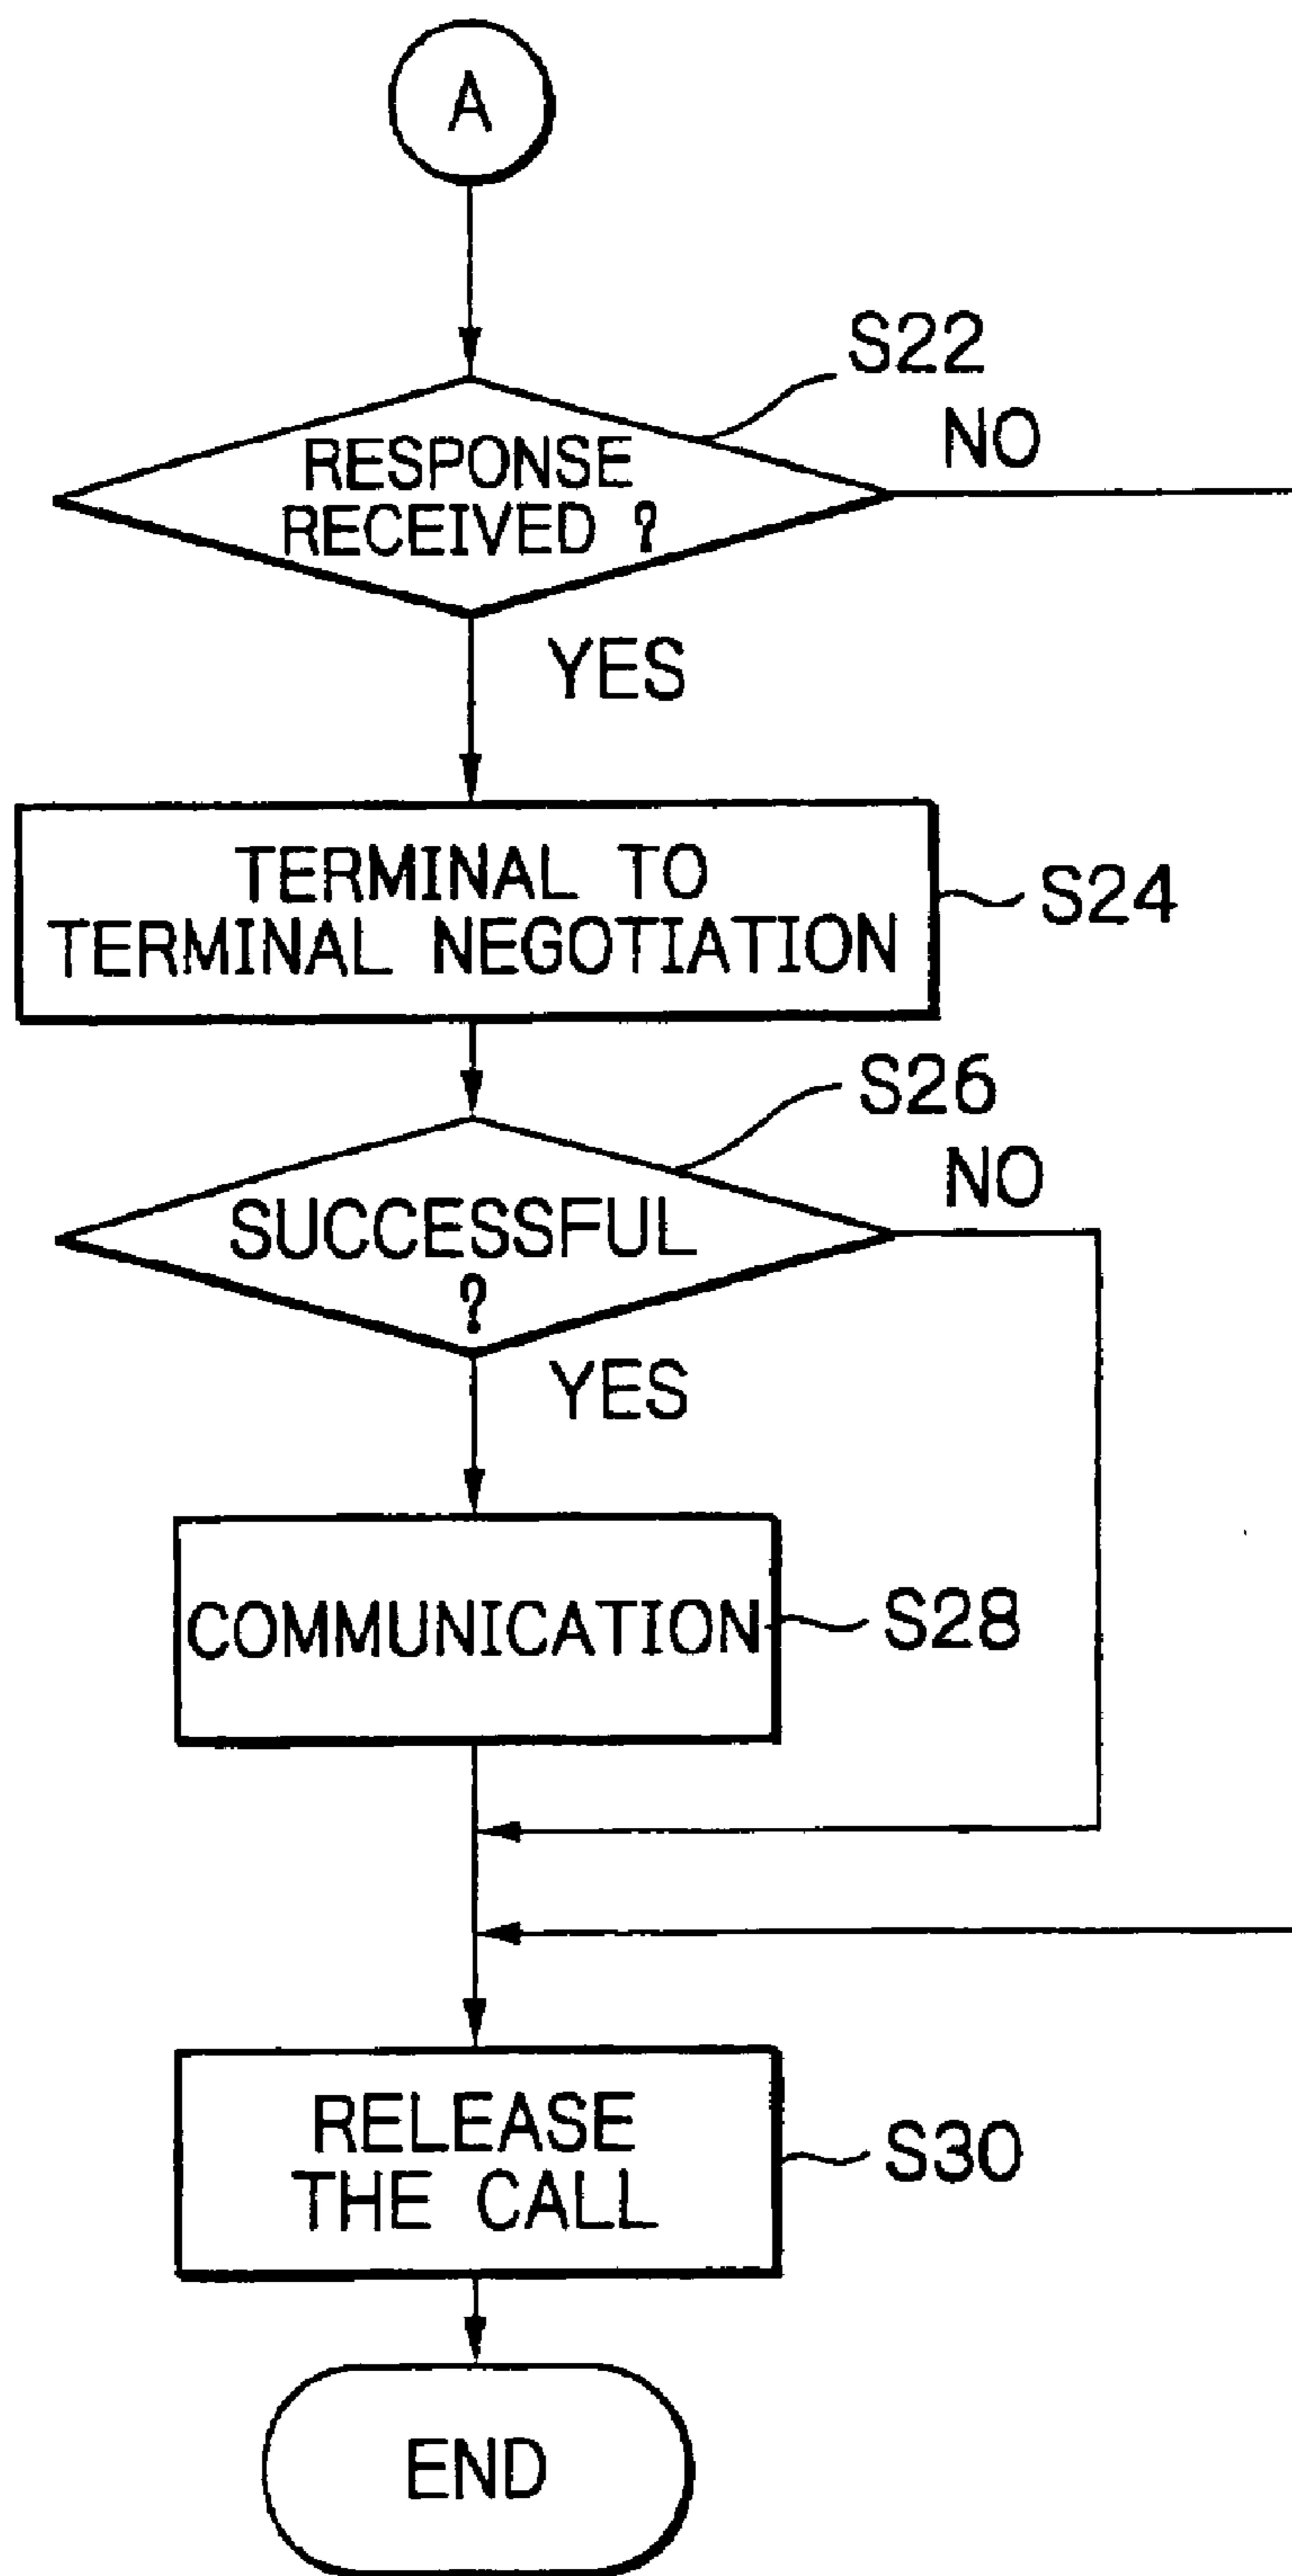 A
S22
RESPONSE
RECEIVED ?
NO
YES
TERMINAL TO
TERMINAL NEGOTIATION
S24
S26
NO
SUCCESSFUL
?
YES
COMMUNICATION
S28
RELEASE
THE CALL
S30
END